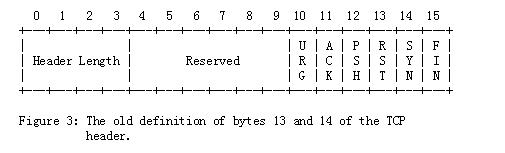 0 1 2 3 4 5 6 7 8 9 10 11 12 13 14 15
U A P R S F
Header Length Reserved R C S S Y I
G K H T N N
Figure 3: The old definition of bytes 13 and 14 of the TCP
header.